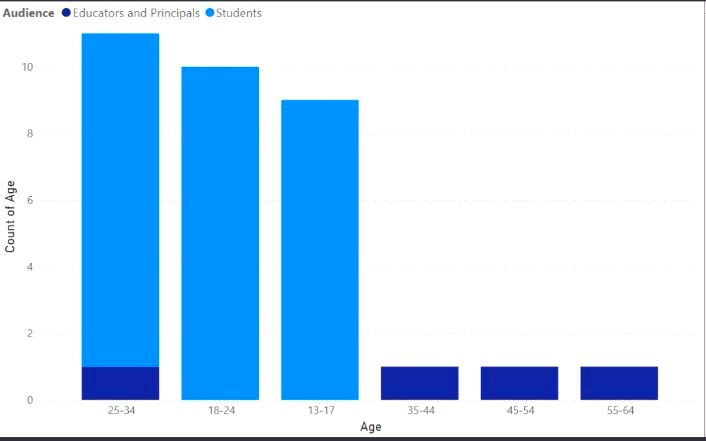 Audience Educators and Principals Students
10
8
6
4
2
0
Count of Age
25-34 18-24 13-17 35-44 45-54 55-64
Age